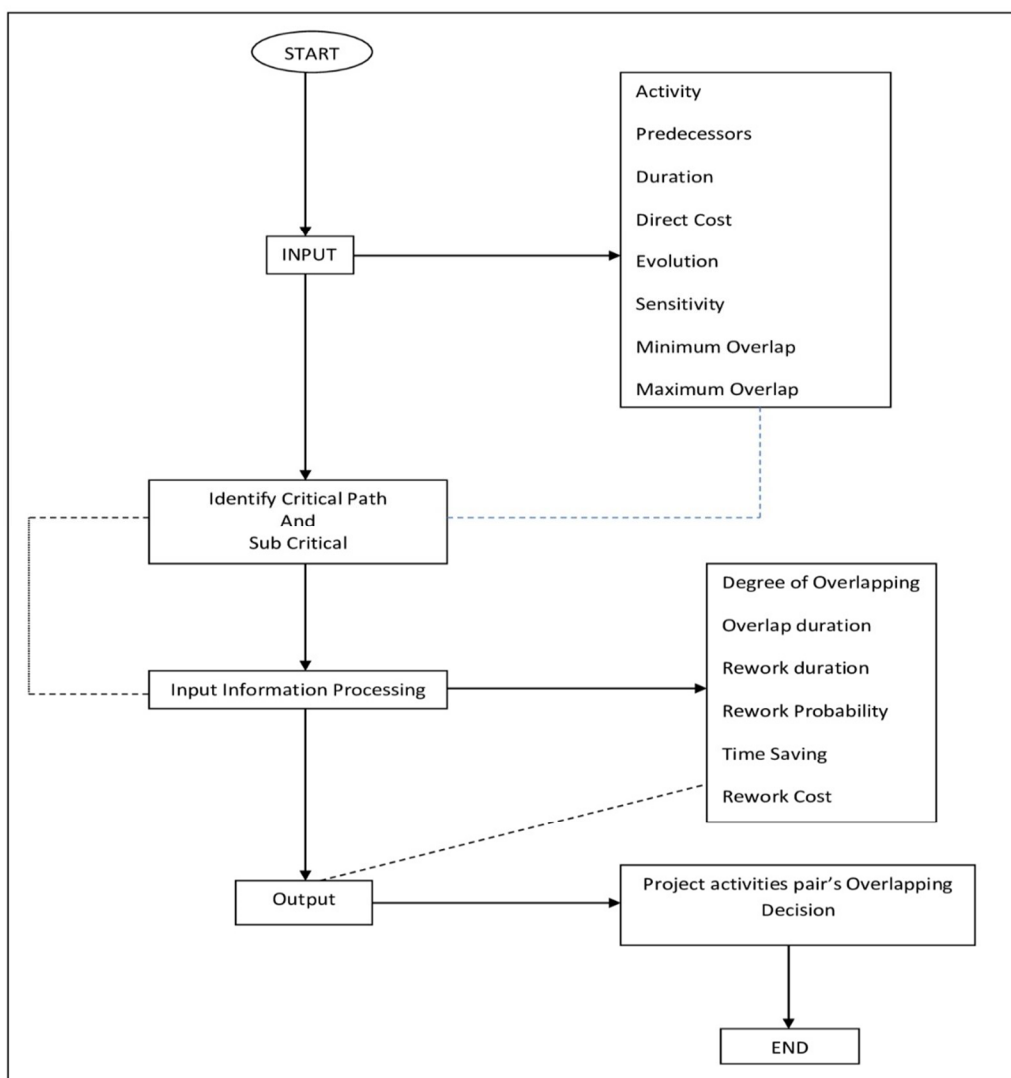 START
Activity
Predecessors
Duration
Direct Cost
Evolution
Sensitivity
Minimum Overlap
Maximum Overlap
INPUT
Identify Critical Path
And
Sub Critical
Degree of Overlapping
Overlap duration
Rework duration
Rework Probability
Time Saving
Rework Cost
Input Information Processing
Output
Project activities pair’s Overlapping
Decision
END